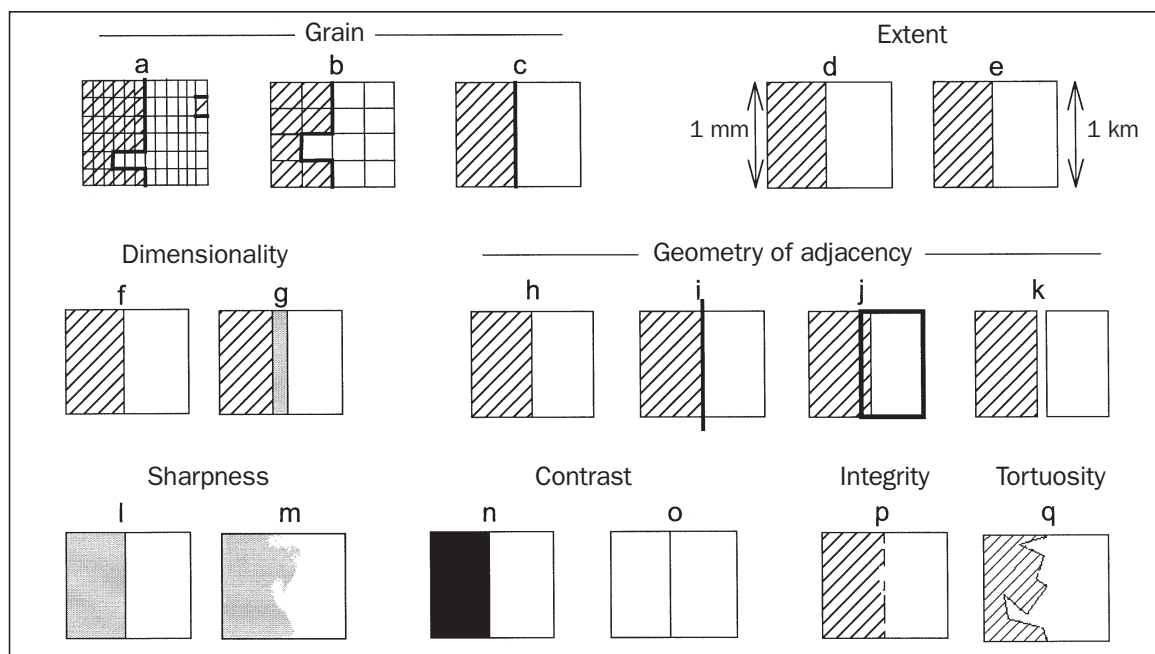 Grain
Extent
a
b
c
d
e
1 mm
1 km
Dimensionality
Geometry of adjacency
f
g
h
i
j
k
Sharpness
Contrast
Integrity
Tortuosity
l
m
n
o
p
q